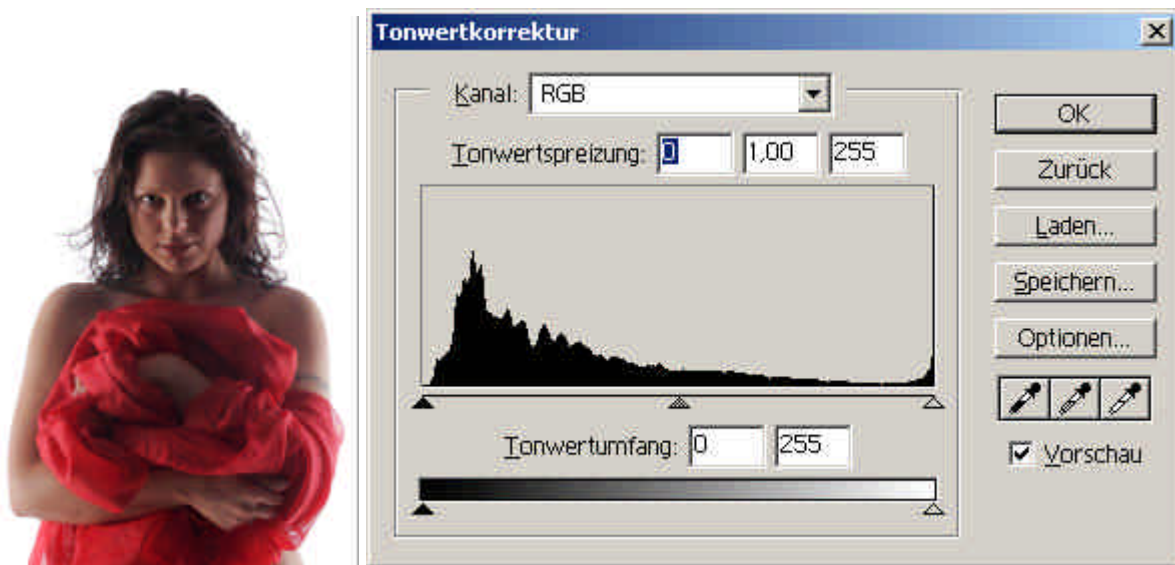 Tonwertkorrektur
Kanal: RGB
Tonwertspreizung: 0 1,00 255
Tonwertumfang: 0 255
OK
Zurück
Laden...
Speichern...
Optionen...
Vorschau